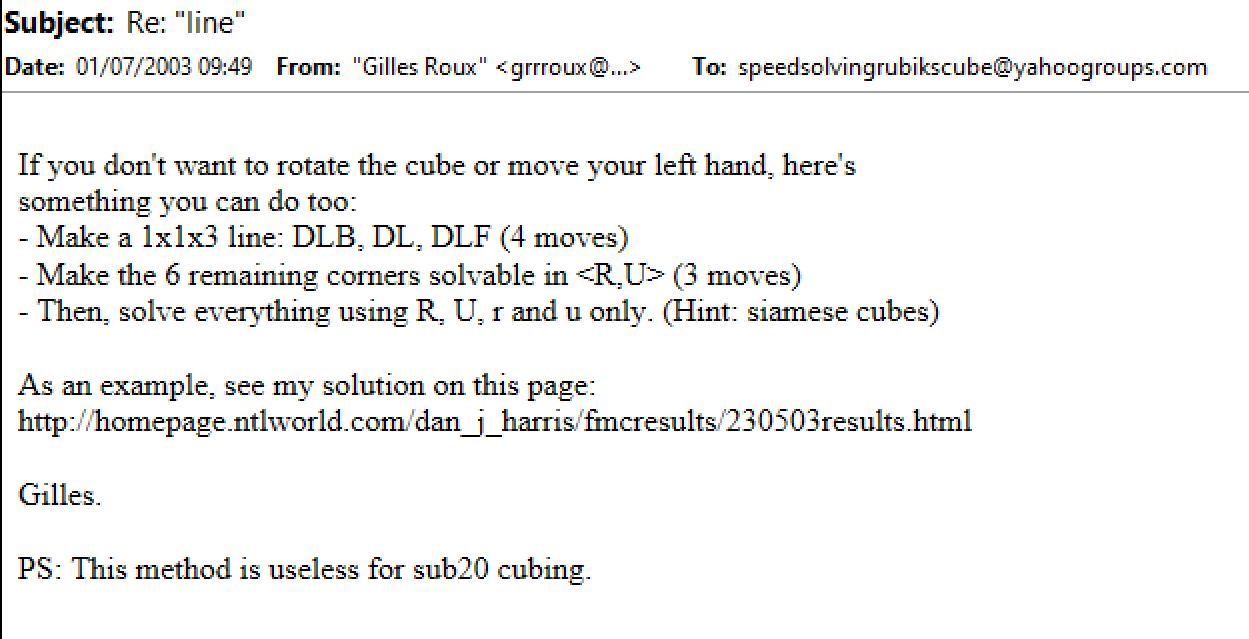 Subject: Re: "line"
Date: 01/07/2003 09:49 From: "Gilles Roux" <grrroux@...> To: speedsolvingrubikscube@yahoogroups.com
If you don't want to rotate the cube or move your left hand, here's
something you can do too:
- Make a 1x1x3 line: DLB, DL, DLF (4 moves)
- Make the 6 remaining corners solvable in <R,U> (3 moves)
- Then, solve everything using R, U, r and u only. (Hint: siamese cubes)
As an example, see my solution on this page:
http://homepage.ntlworld.com/dan_j_harris/fmcresults/230503results.html
Gilles.
PS: This method is useless for sub20 cubing.